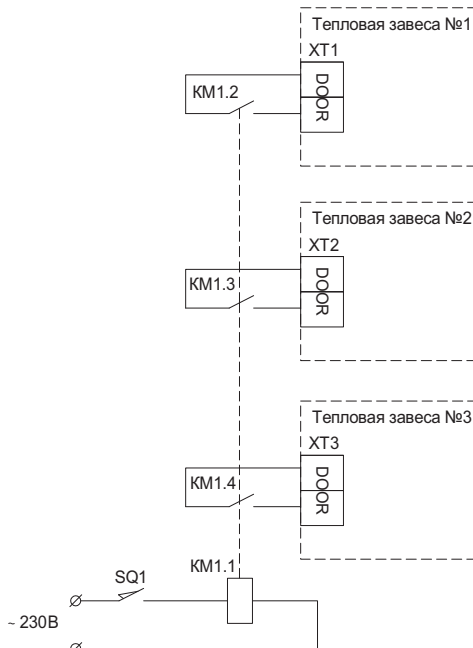 Тепловая завеса №1
XT1
DOOR
KM1.2
Тепловая завеса №2
XT2
DOOR
KM1.3
Тепловая завеса №3
XT3
DOOR
KM1.4
KM1.1
SQ1
~ 230В